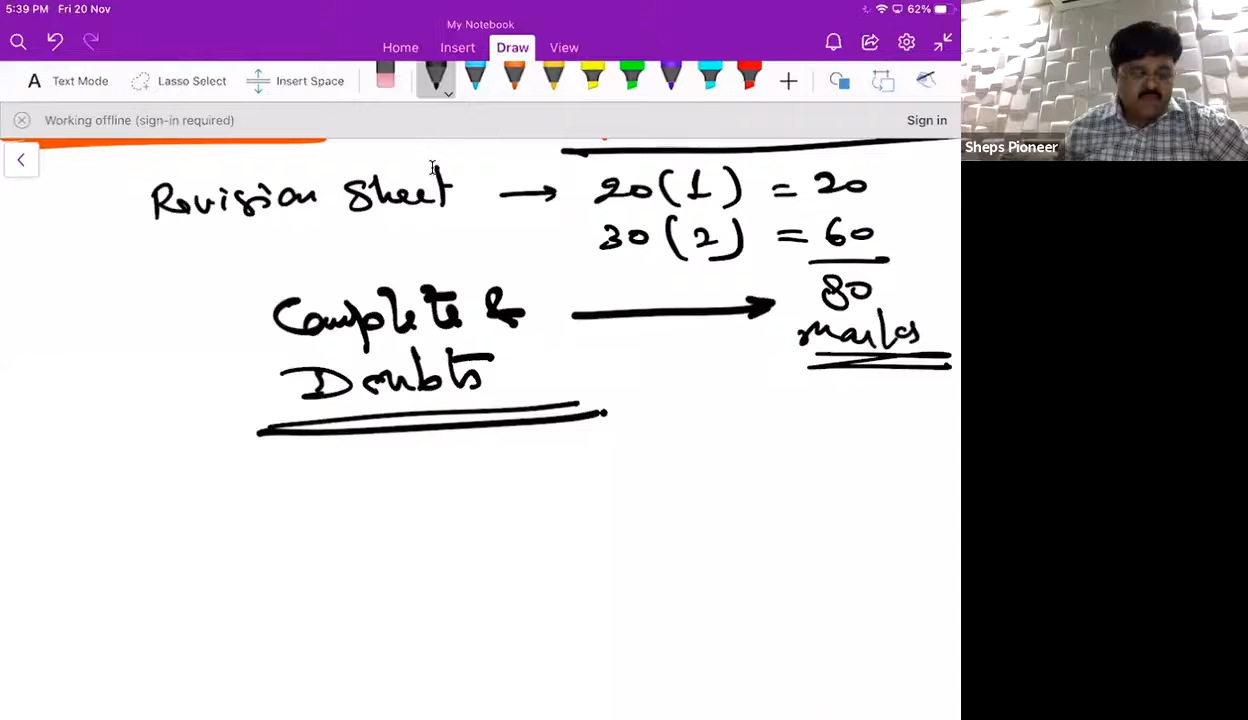 5:39 PM Fri 20 Nov
62%
My Notebook
Home Insert Draw View
Text Mode
Lasso Select
Insert Space
Working offline (sign-in required)
Sign in
Sheps Pioneer
Revision Sheet → 20 (1) = 20
30 (2) = 60
80
marks
Complete &
Doubts